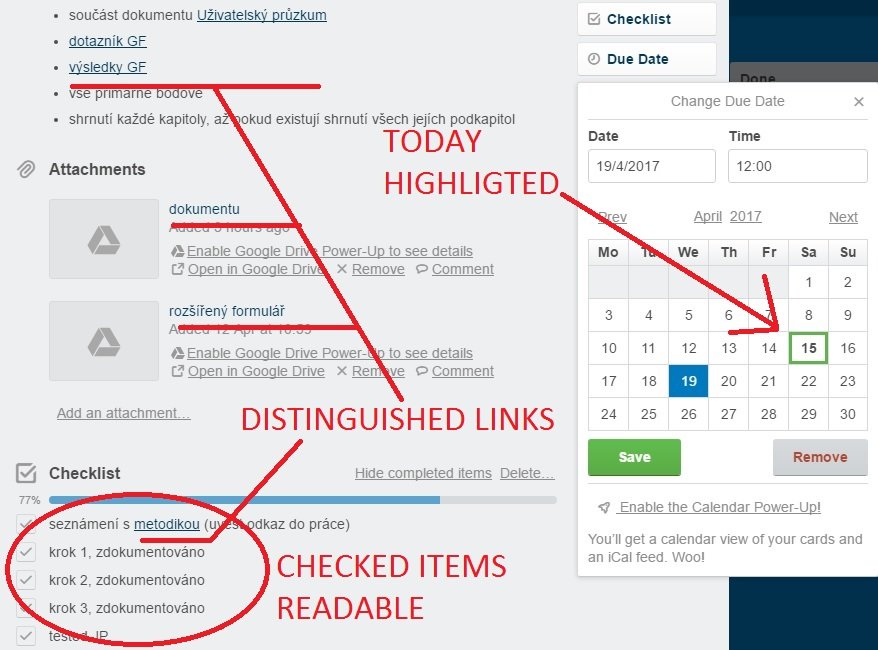 součást dokumentu Uživatelský průzkum
dotazník GF
výsledky GF
vše primárně bodově
shrnutí každé kapitoly, až pokud existují shrnutí všech jejích podkapitol
Attachments
dokumentu
Added 6 hours ago
Enable Google Drive Power-Up to see details
Open in Google Drive Remove Comment
rozšířený formulář
Added 12 Apr at
Enable Google Drive Power-Up to see details
Open in Google Drive Remove Comment
Add an attachment…
Checklist
Hide completed items Delete…
77%
seznámení s metodikou (uvést odkaz do práce)
krok 1, zdokumentováno
krok 2, zdokumentováno
krok 3, zdokumentováno
TODAY
HIGHLIGTED
DISTINGUISHED LINKS
CHECKED ITEMS
READABLE
Checklist
Due Date
Done
Change Due Date
Date Time
19/4/2017 12:00
Prev April 2017 Next
Mo Tu We Th Fr Sa Su
1 2
3 4 5 6 7 8 9
10 11 12 13 14 15 16
17 18 19 20 21 22 23
24 25 26 27 28 29 30
Save Remove
Enable the Calendar Power-Up!
You’ll get a calendar view of your cards and
an iCal feed. Woo!